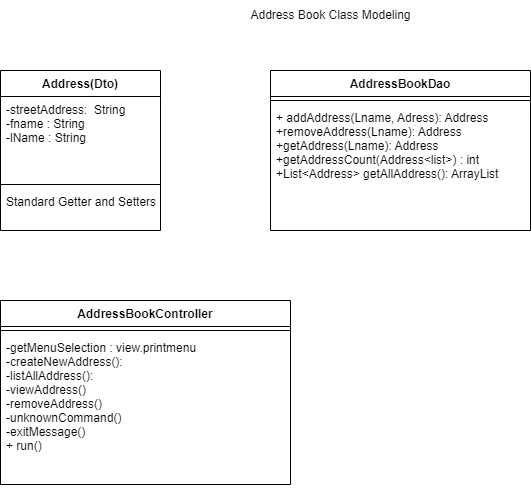 Address Book Class Modeling
Address(Dto)
-streetAddress: String
-fname : String
-lName : String
Standard Getter and Setters
AddressBookDao
+ addAddress(Lname, Adress): Address
+removeAddress(Lname): Address
+getAddress(Lname): Address
+getAddressCount(Address<list>) : int
+List<Address> getAllAddress(): ArrayList
AddressBookController
-getMenuSelection : view.printmenu
-createNewAddress():
-listAllAddress():
-viewAddress()
-removeAddress()
-unknownCommand()
-exitMessage()
+ run()